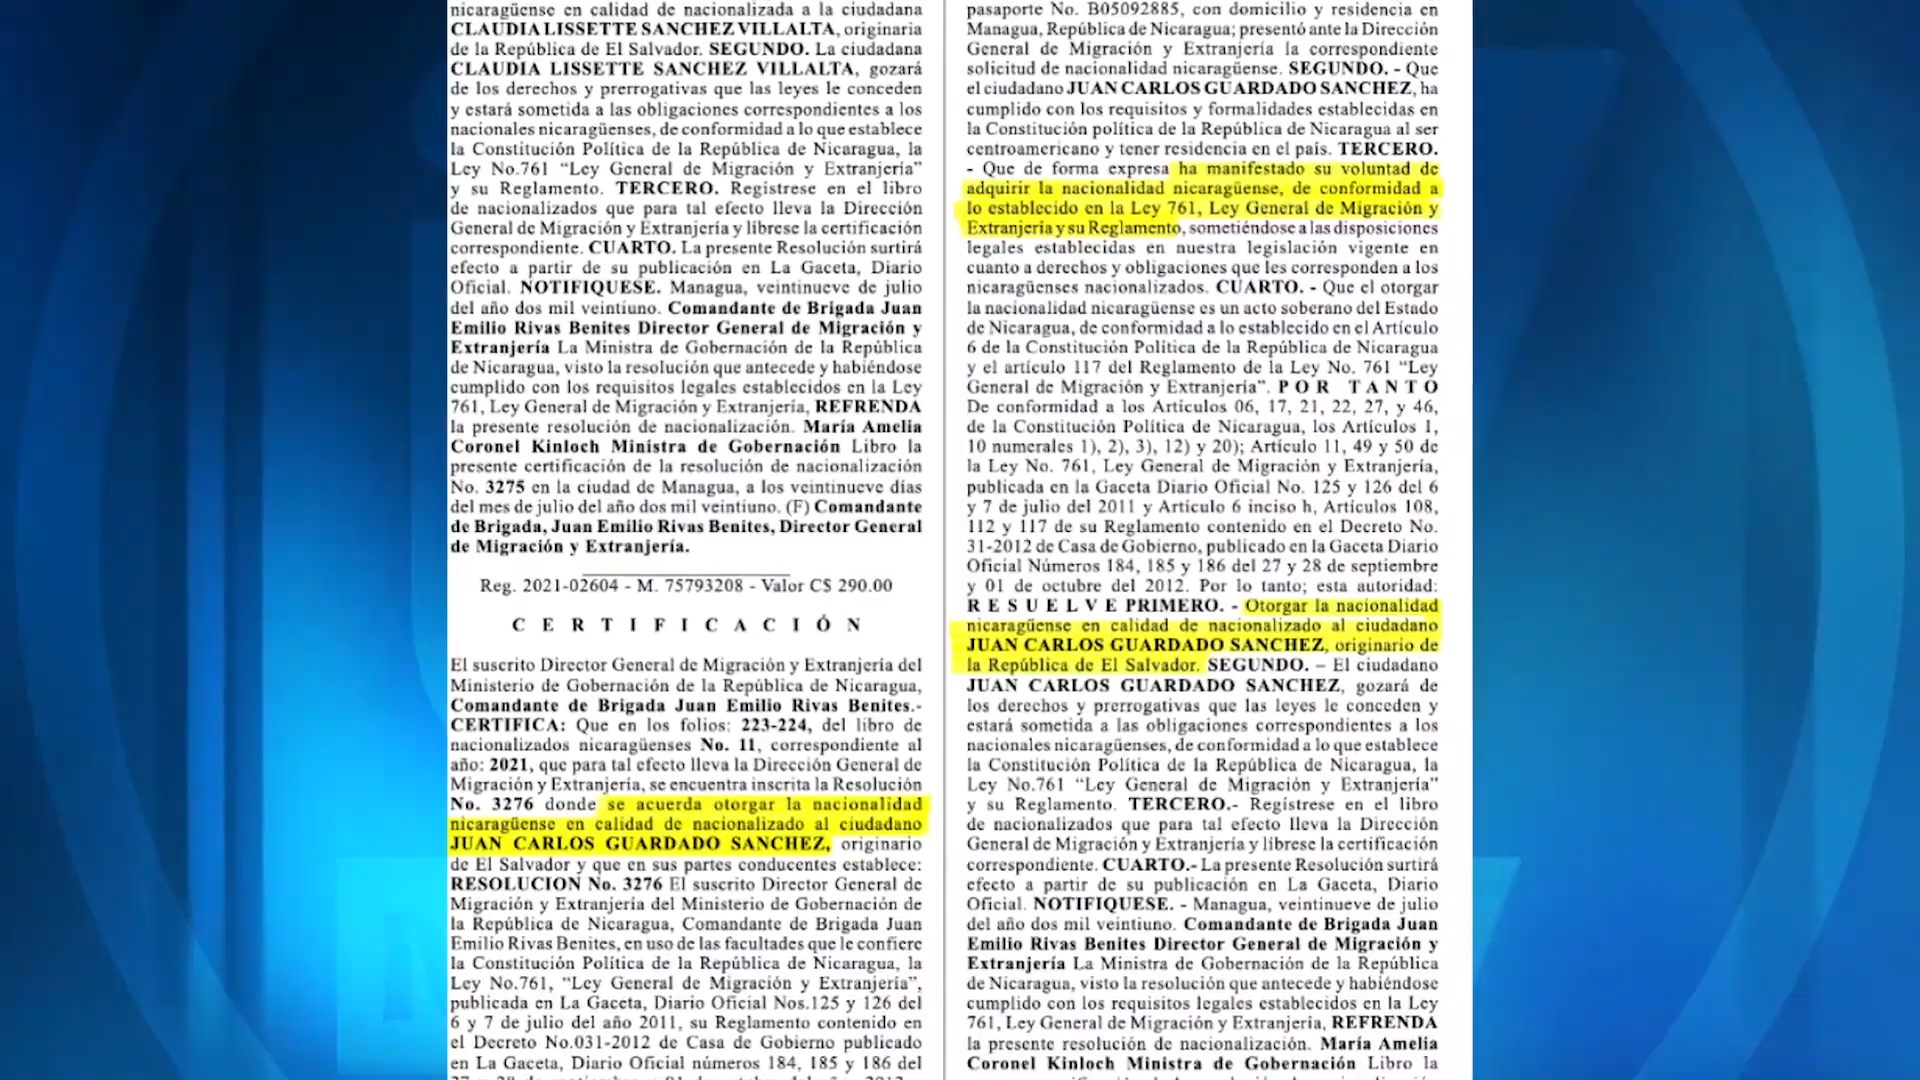 nicaragüense en calidad de nacionalizada a la ciudadana
CLAUDIA LISSETTE SANCHEZ VILLALTA, originaria
de la República de El Salvador. SEGUNDO. La ciudadana
CLAUDIA LISSETTE SANCHEZ VILLALTA, gozará
de los derechos y prerrogativas que las leyes le conceden
y estará sometida a las obligaciones correspondientes a los
nacionales nicaragüenses, de conformidad a lo que establece
la Constitución Política de la República de Nicaragua, la
Ley No.761 “Ley General de Migración y Extranjería”
y su Reglamento. TERCERO. Regístrese en el libro
de nacionalizados que para tal efecto lleva la Dirección
General de Migración y Extranjería y líbrese la certificación
correspondiente. CUARTO. La presente Resolución surtirá
efecto a partir de su publicación en La Gaceta, Diario
Oficial. NOTIFIQUESE. Managua, veintinueve de julio
del año dos mil veintiuno. Comandante de Brigada Juan
Emilio Rivas Benites Director General de Migración y
Extranjería La Ministra de Gobernación de la República
de Nicaragua, visto la resolución que antecede y habiéndose
cumplido con los requisitos legales establecidos en la Ley
761, Ley General de Migración y Extranjería, REFRENDA
la presente resolución de nacionalización. María Amelia
Coronel Kinloch Ministra de Gobernación Libro la
presente certificación de la resolución de nacionalización
No. 3275 en la ciudad de Managua, a los veintinueve días
del mes de julio del año dos mil veintiuno. (F) Comandante
de Brigada, Juan Emilio Rivas Benites, Director General
de Migración y Extranjería.
Reg. 2021-02604 - M. 75793208 - Valor C$ 290.00
C E R T I F I C A C I Ó N
El suscrito Director General de Migración y Extranjería del
Ministerio de Gobernación de la República de Nicaragua,
Comandante de Brigada Juan Emilio Rivas Benites.-
CERTIFICA: Que en los folios: 223-224, del libro de
nacionalizados nicaragüenses No. 11, correspondiente al
año: 2021, que para tal efecto lleva la Dirección General de
Migración y Extranjería, se encuentra inscrita la Resolución
No. 3276 donde se acuerda otorgar la nacionalidad
nicaragüense en calidad de nacionalizado al ciudadano
JUAN CARLOS GUARDADO SANCHEZ, originario
de El Salvador y que en sus partes conducentes establece:
RESOLUCION No. 3276 El suscrito Director General de
Migración y Extranjería del Ministerio de Gobernación de
la República de Nicaragua, Comandante de Brigada Juan
Emilio Rivas Benites, en uso de las facultades que le confiere
la Constitución Política de la República de Nicaragua, la
Ley No.761, “Ley General de Migración y Extranjería”,
publicada en La Gaceta, Diario Oficial Nos.125 y 126 del
6 y 7 de julio del año 2011, su Reglamento contenido en
el Decreto No.031-2012 de Casa de Gobierno publicado
en La Gaceta, Diario Oficial números 184, 185 y 186 del
pasaporte No. B05092885, con domicilio y residencia en
Managua, República de Nicaragua; presentó ante la Dirección
General de Migración y Extranjería la correspondiente
solicitud de nacionalidad nicaragüense. SEGUNDO. - Que
el ciudadano JUAN CARLOS GUARDADO SANCHEZ, ha
cumplido con los requisitos y formalidades establecidas en
la Constitución política de la República de Nicaragua al ser
centroamericano y tener residencia en el país. TERCERO.
- Que de forma expresa ha manifestado su voluntad de
adquirir la nacionalidad nicaragüense, de conformidad a
lo establecido en la Ley 761, Ley General de Migración y
Extranjería y su Reglamento, sometiéndose a las disposiciones
legales establecidas en nuestra legislación vigente en
cuanto a derechos y obligaciones que les corresponden a los
nicaragüenses nacionalizados. CUARTO. - Que el otorgar
la nacionalidad nicaragüense es un acto soberano del Estado
de Nicaragua, de conformidad a lo establecido en el Artículo
6 de la Constitución Política de la República de Nicaragua
y el artículo 117 del Reglamento de la Ley No. 761 “Ley
General de Migración y Extranjería”. P O R T A N T O
De conformidad a los Artículos 06, 17, 21, 22, 27, y 46,
de la Constitución Política de Nicaragua, los Artículos 1,
10 numerales 1), 2), 3), 12) y 20); Artículo 11, 49 y 50 de
la Ley No. 761, Ley General de Migración y Extranjería,
publicada en la Gaceta Diario Oficial No. 125 y 126 del 6
y 7 de julio del 2011 y Artículo 6 inciso h, Artículos 108,
112 y 117 de su Reglamento contenido en el Decreto No.
31-2012 de Casa de Gobierno, publicado en la Gaceta Diario
Oficial Números 184, 185 y 186 del 27 y 28 de septiembre
y 01 de octubre del 2012. Por lo tanto; esta autoridad:
R E S U E L V E PRIMERO. - Otorgar la nacionalidad
nicaragüense en calidad de nacionalizado al ciudadano
JUAN CARLOS GUARDADO SANCHEZ, originario de
la República de El Salvador. SEGUNDO. – El ciudadano
JUAN CARLOS GUARDADO SANCHEZ, gozará de
los derechos y prerrogativas que las leyes le conceden y
estará sometida a las obligaciones correspondientes a los
nacionales nicaragüenses, de conformidad a lo que establece
la Constitución Política de la República de Nicaragua, la
Ley No.761 “Ley General de Migración y Extranjería”
y su Reglamento. TERCERO.- Regístrese en el libro
de nacionalizados que para tal efecto lleva la Dirección
General de Migración y Extranjería y líbrese la certificación
correspondiente. CUARTO.- La presente Resolución surtirá
efecto a partir de su publicación en La Gaceta, Diario
Oficial. NOTIFIQUESE. - Managua, veintinueve de julio
del año dos mil veintiuno. Comandante de Brigada Juan
Emilio Rivas Benites Director General de Migración y
Extranjería La Ministra de Gobernación de la República
de Nicaragua, visto la resolución que antecede y habiéndose
cumplido con los requisitos legales establecidos en la Ley
761, Ley General de Migración y Extranjería, REFRENDA
la presente resolución de nacionalización. María Amelia
Coronel Kinloch Ministra de Gobernación Libro la